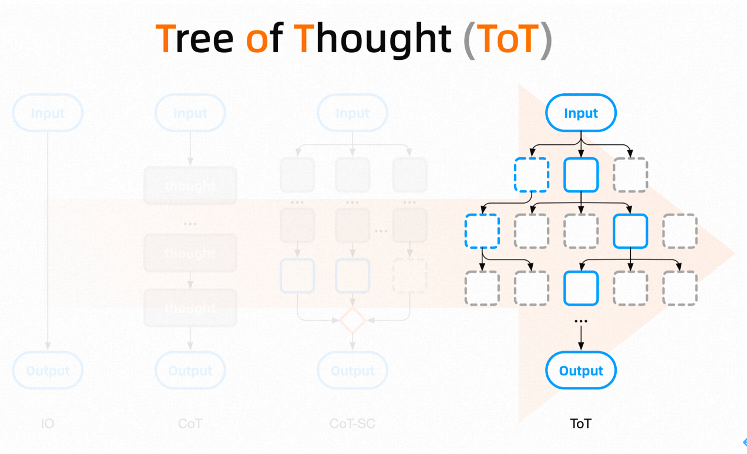 Tree of Thought (ToT)
Input
Input
Input
Input
thought
...
thought
thought
... ... ...
...
...
Output
Output
Output
Output
IO
CoT
CoT-SC
ToT